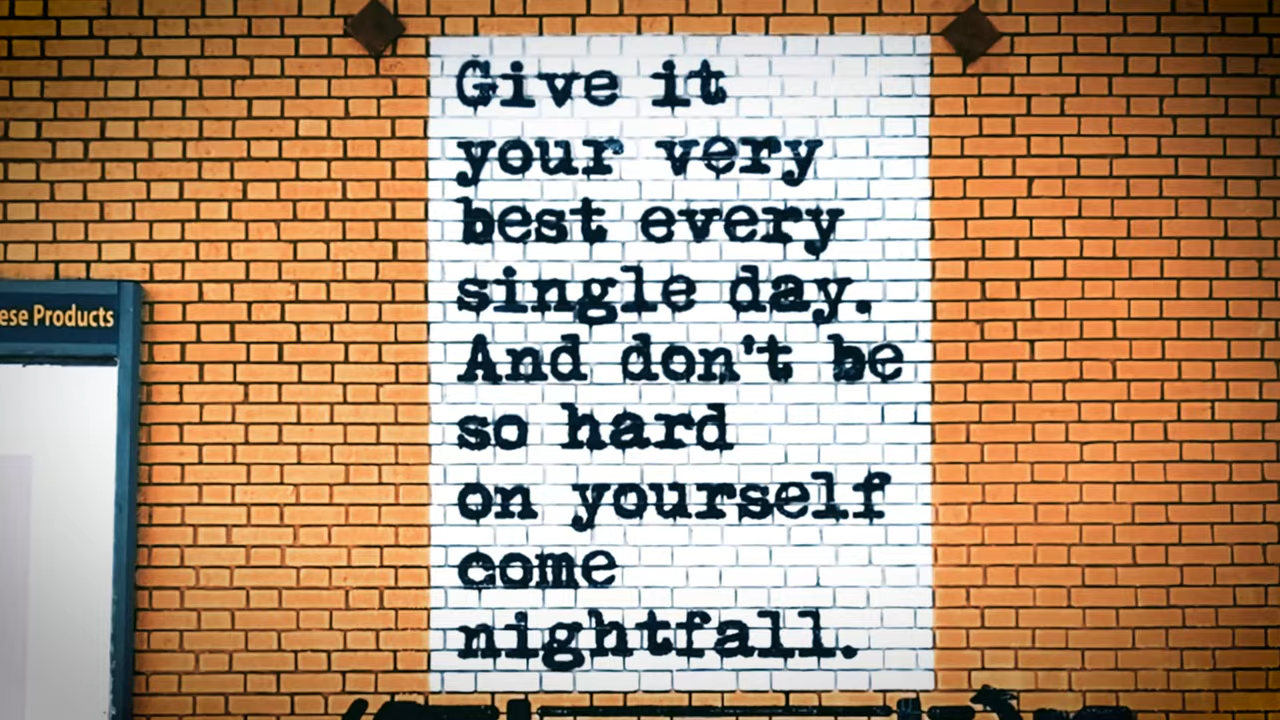 Give it
your very
best every
single day.
And don't be
so hard
on yourself
come
nightfall.
ese Products